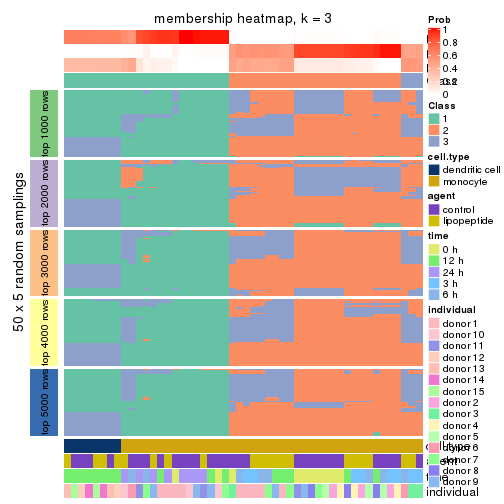 membership heatmap, k = 3
50 x 5 random samplings
top 1000 rows
top 2000 rows
top 3000 rows
top 4000 rows
top 5000 rows
Prob
1
0.8
0.6
0.4
0.2
0
Class
1
2
3
cell.type
dendritic cell
monocyte
agent
control
lipopeptide
time
0 h
12 h
24 h
3 h
6 h
individual
donor 1
donor 10
donor 11
donor 12
donor 13
donor 14
donor 15
donor 2
donor 3
donor 4
donor 5
donor 6
donor 7
donor 8
donor 9
individual